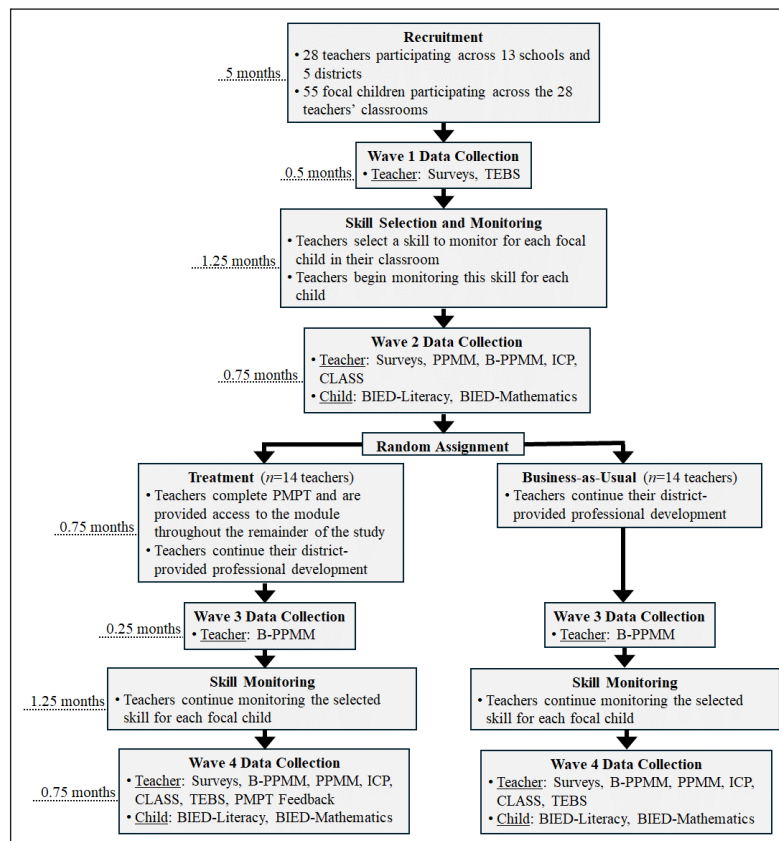 Recruitment
• 28 teachers participating across 13 schools and
5 districts
• 55 focal children participating across the 28
teachers’ classrooms
5 months
Wave 1 Data Collection
• Teacher: Surveys, TEBS
0.5 months
Skill Selection and Monitoring
• Teachers select a skill to monitor for each focal
child in their classroom
• Teachers begin monitoring this skill for each
child
1.25 months
Wave 2 Data Collection
• Teacher: Surveys, PPMM, B-PPMM, ICP,
CLASS
• Child: BIED-Literacy, BIED-Mathematics
0.75 months
Random Assignment
Treatment (n=14 teachers)
• Teachers complete PMPT and are
provided access to the module
throughout the remainder of the study
• Teachers continue their district-
provided professional development
0.75 months
Business-as-Usual (n=14 teachers)
• Teachers continue their district-
provided professional development
Wave 3 Data Collection
• Teacher: B-PPMM
0.25 months
Wave 3 Data Collection
• Teacher: B-PPMM
Skill Monitoring
• Teachers continue monitoring the selected
skill for each focal child
1.25 months
Skill Monitoring
• Teachers continue monitoring the selected
skill for each focal child
Wave 4 Data Collection
• Teacher: Surveys, B-PPMM, PPMM, ICP,
CLASS, TEBS, PMPT Feedback
• Child: BIED-Literacy, BIED-Mathematics
0.75 months
Wave 4 Data Collection
• Teacher: Surveys, B-PPMM, PPMM, ICP,
CLASS, TEBS
• Child: BIED-Literacy, BIED-Mathematics